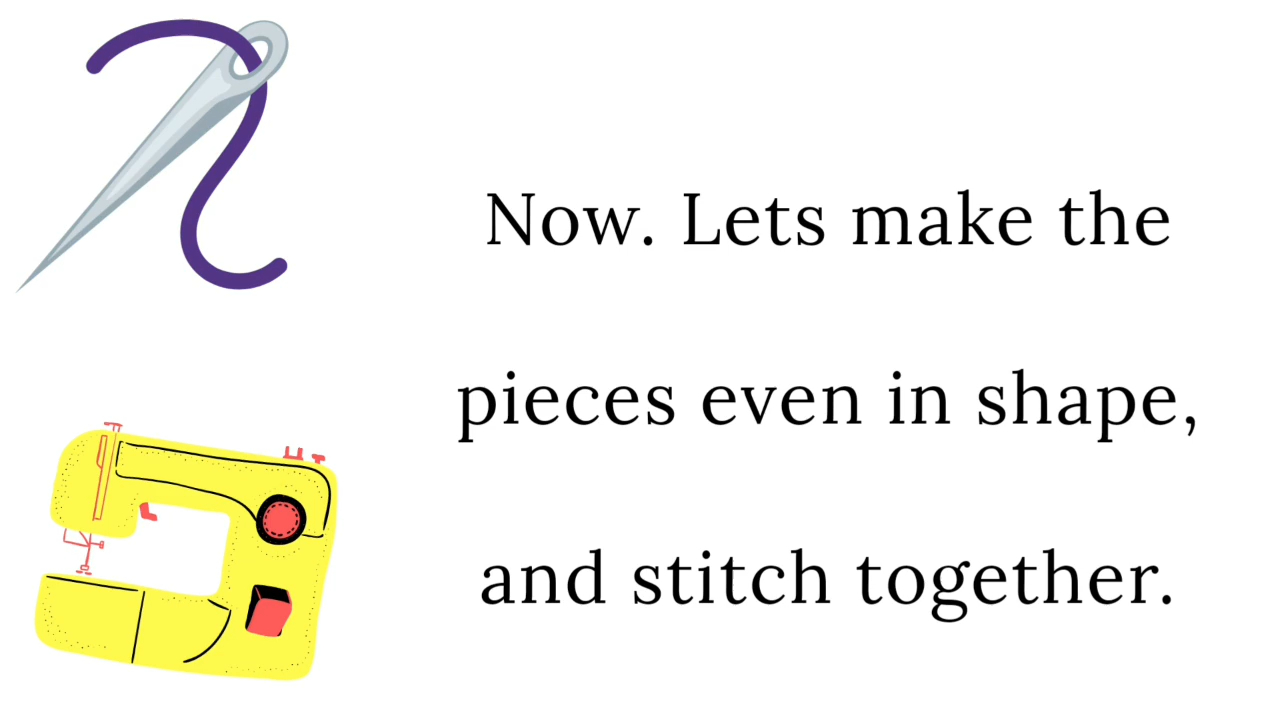 Now. Lets make the
pieces even in shape,
and stitch together.